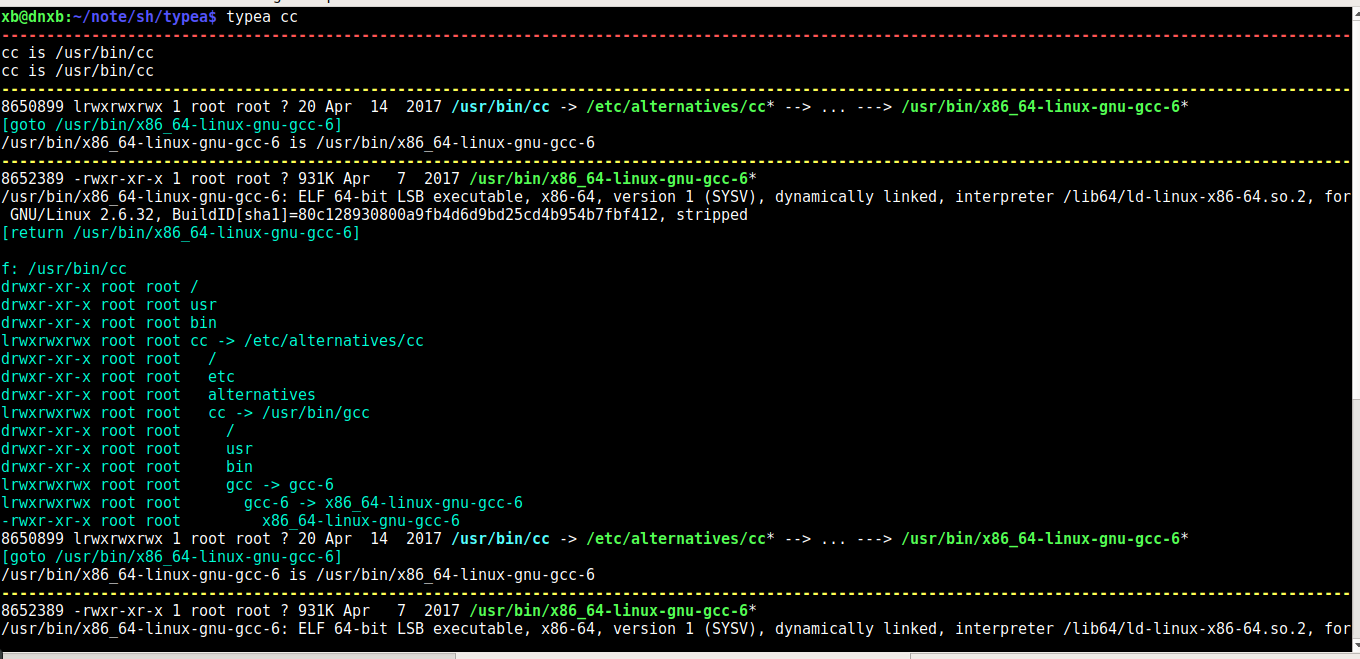 xb@dnxb:~/note/sh/typea$ typea cc
------------------------------------------------------------------------------------------------------------------------------------------------------
cc is /usr/bin/cc
cc is /usr/bin/cc
------------------------------------------------------------------------------------------------------------------------------------------------------
8650899 lrwxrwxrwx 1 root root ? 20 Apr  14  2017 /usr/bin/cc -> /etc/alternatives/cc* --> ... ---> /usr/bin/x86_64-linux-gnu-gcc-6*
[goto /usr/bin/x86_64-linux-gnu-gcc-6]
/usr/bin/x86_64-linux-gnu-gcc-6 is /usr/bin/x86_64-linux-gnu-gcc-6
------------------------------------------------------------------------------------------------------------------------------------------------------
8652389 -rwxr-xr-x 1 root root ? 931K Apr   7  2017 /usr/bin/x86_64-linux-gnu-gcc-6*
/usr/bin/x86_64-linux-gnu-gcc-6: ELF 64-bit LSB executable, x86-64, version 1 (SYSV), dynamically linked, interpreter /lib64/ld-linux-x86-64.so.2, for
 GNU/Linux 2.6.32, BuildID[sha1]=80c128930800a9fb4d6d9bd25cd4b954b7fbf412, stripped
[return /usr/bin/x86_64-linux-gnu-gcc-6]

f: /usr/bin/cc
drwxr-xr-x root root /
drwxr-xr-x root root usr
drwxr-xr-x root root bin
lrwxrwxrwx root root cc -> /etc/alternatives/cc
drwxr-xr-x root root   /
drwxr-xr-x root root   etc
drwxr-xr-x root root   alternatives
lrwxrwxrwx root root   cc -> /usr/bin/gcc
drwxr-xr-x root root     /
drwxr-xr-x root root     usr
drwxr-xr-x root root     bin
lrwxrwxrwx root root     gcc -> gcc-6
lrwxrwxrwx root root       gcc-6 -> x86_64-linux-gnu-gcc-6
-rwxr-xr-x root root         x86_64-linux-gnu-gcc-6
8650899 lrwxrwxrwx 1 root root ? 20 Apr  14  2017 /usr/bin/cc -> /etc/alternatives/cc* --> ... ---> /usr/bin/x86_64-linux-gnu-gcc-6*
[goto /usr/bin/x86_64-linux-gnu-gcc-6]
/usr/bin/x86_64-linux-gnu-gcc-6 is /usr/bin/x86_64-linux-gnu-gcc-6
------------------------------------------------------------------------------------------------------------------------------------------------------
8652389 -rwxr-xr-x 1 root root ? 931K Apr   7  2017 /usr/bin/x86_64-linux-gnu-gcc-6*
/usr/bin/x86_64-linux-gnu-gcc-6: ELF 64-bit LSB executable, x86-64, version 1 (SYSV), dynamically linked, interpreter /lib64/ld-linux-x86-64.so.2, for